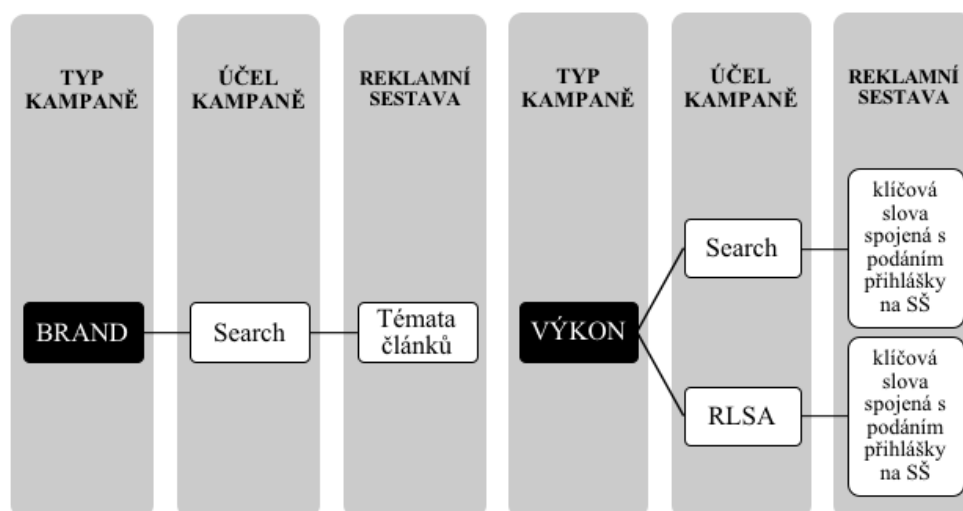 TYP
KAMPANĚ
ÚČEL
KAMPANĚ
REKLAMNÍ
SESTAVA
BRAND
Search
Témata
článků
TYP
KAMPANĚ
ÚČEL
KAMPANĚ
REKLAMNÍ
SESTAVA
VÝKON
Search
klíčová
slova
spojená s
podáním
přihlášky
na SŠ
RLSA
klíčová
slova
spojená s
podáním
přihlášky
na SŠ